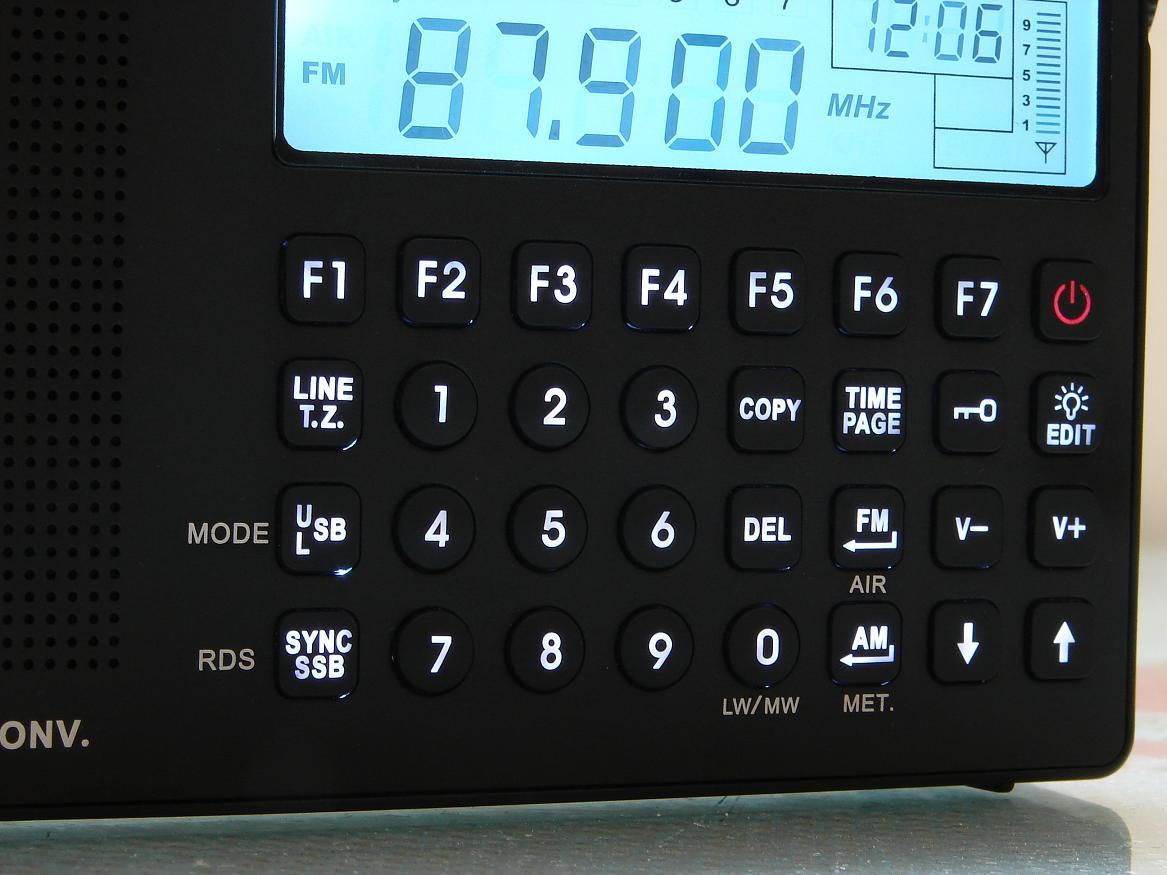 12:06
FM 87.900 MHz
9
7
5
3
1
F1 F2 F3 F4 F5 F6 F7
LINE T.Z. 1 2 3 COPY TIME PAGE EDIT
MODE U L SB 4 5 6 DEL FM V- V+
AIR
RDS SYNC SSB 7 8 9 0 AM
LW/MW MET.
ONV.